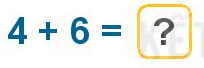 4 + 6 = ?